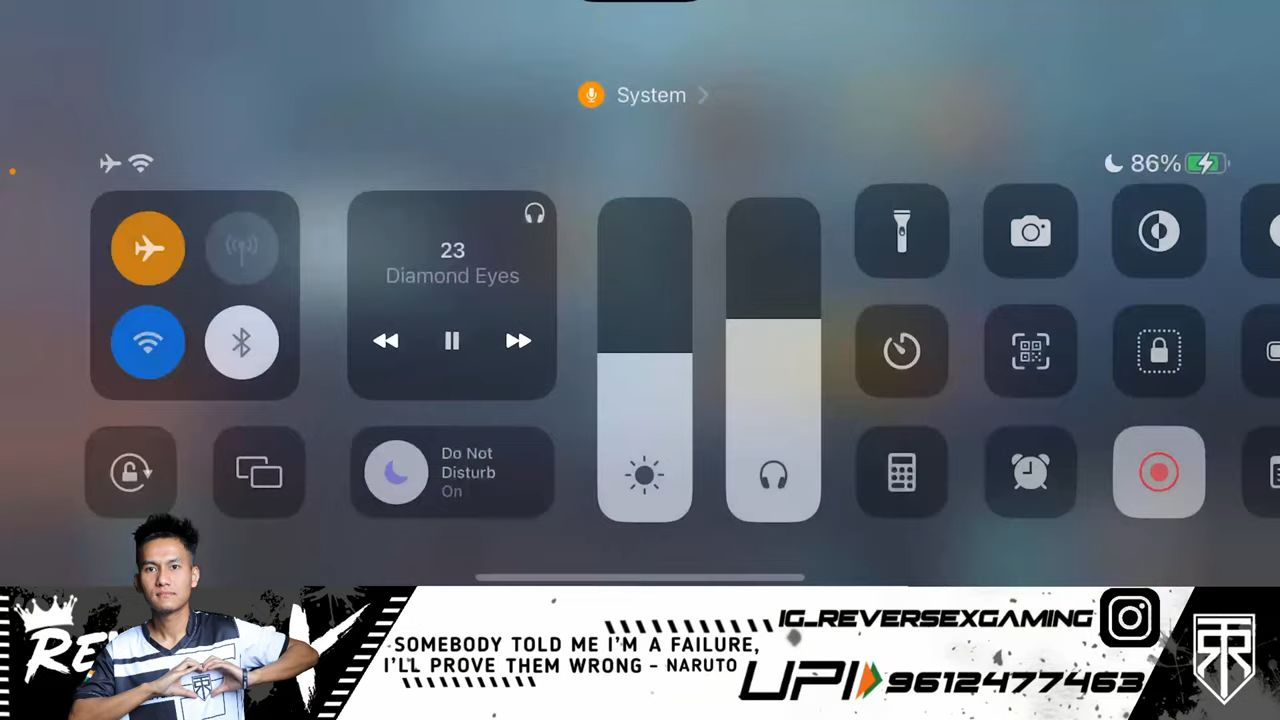 System
86%
23
Diamond Eyes
Do Not
Disturb
On
IG_REVERSEXGAMING
SOMEBODY TOLD ME I'M A FAILURE,
I'LL PROVE THEM WRONG – NARUTO
UPI 9612477463